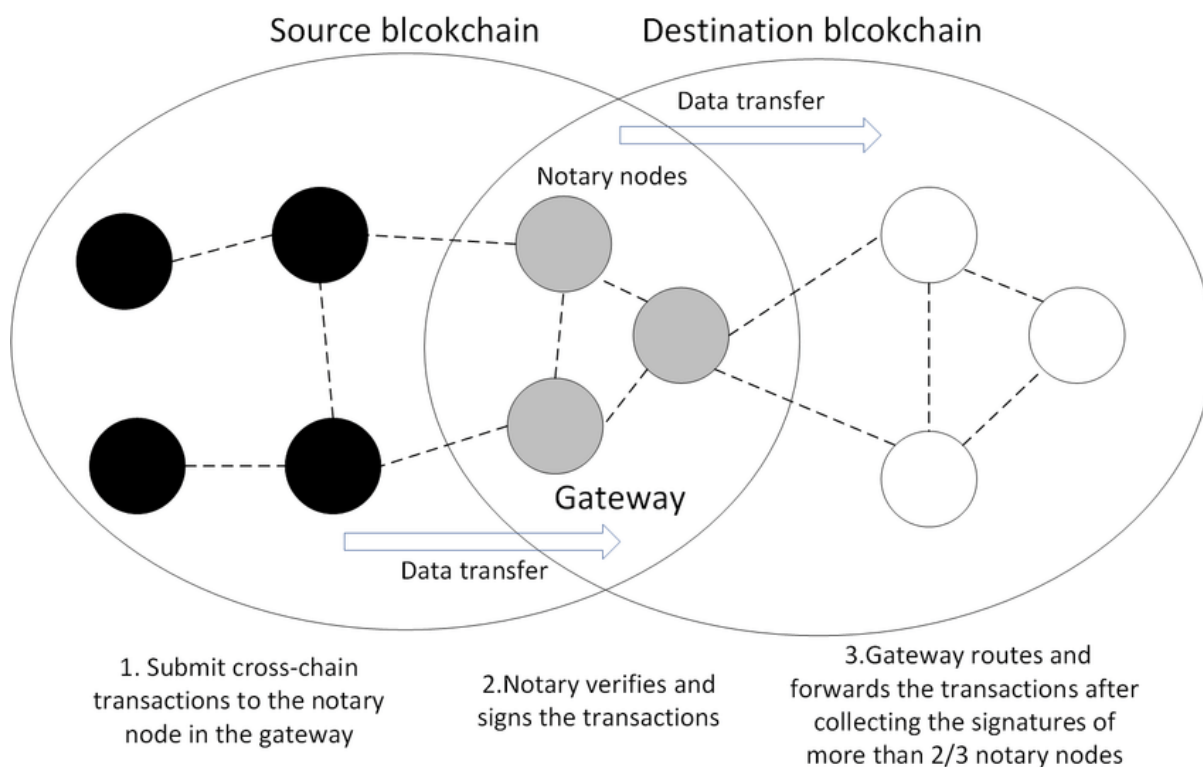 Source blcokchain
Destination blcokchain
Data transfer
Notary nodes
Gateway
Data transfer
1. Submit cross-chain
transactions to the notary
node in the gateway
2.Notary verifies and
signs the transactions
3.Gateway routes and
forwards the transactions after
collecting the signatures of
more than 2/3 notary nodes